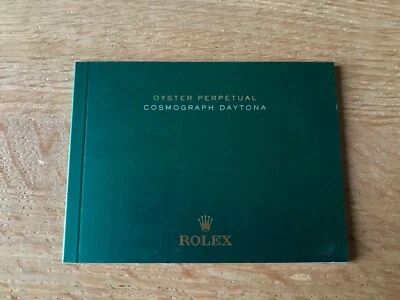 OYSTER PERPETUAL
COSMOGRAPH DAYTONA
ROLEX